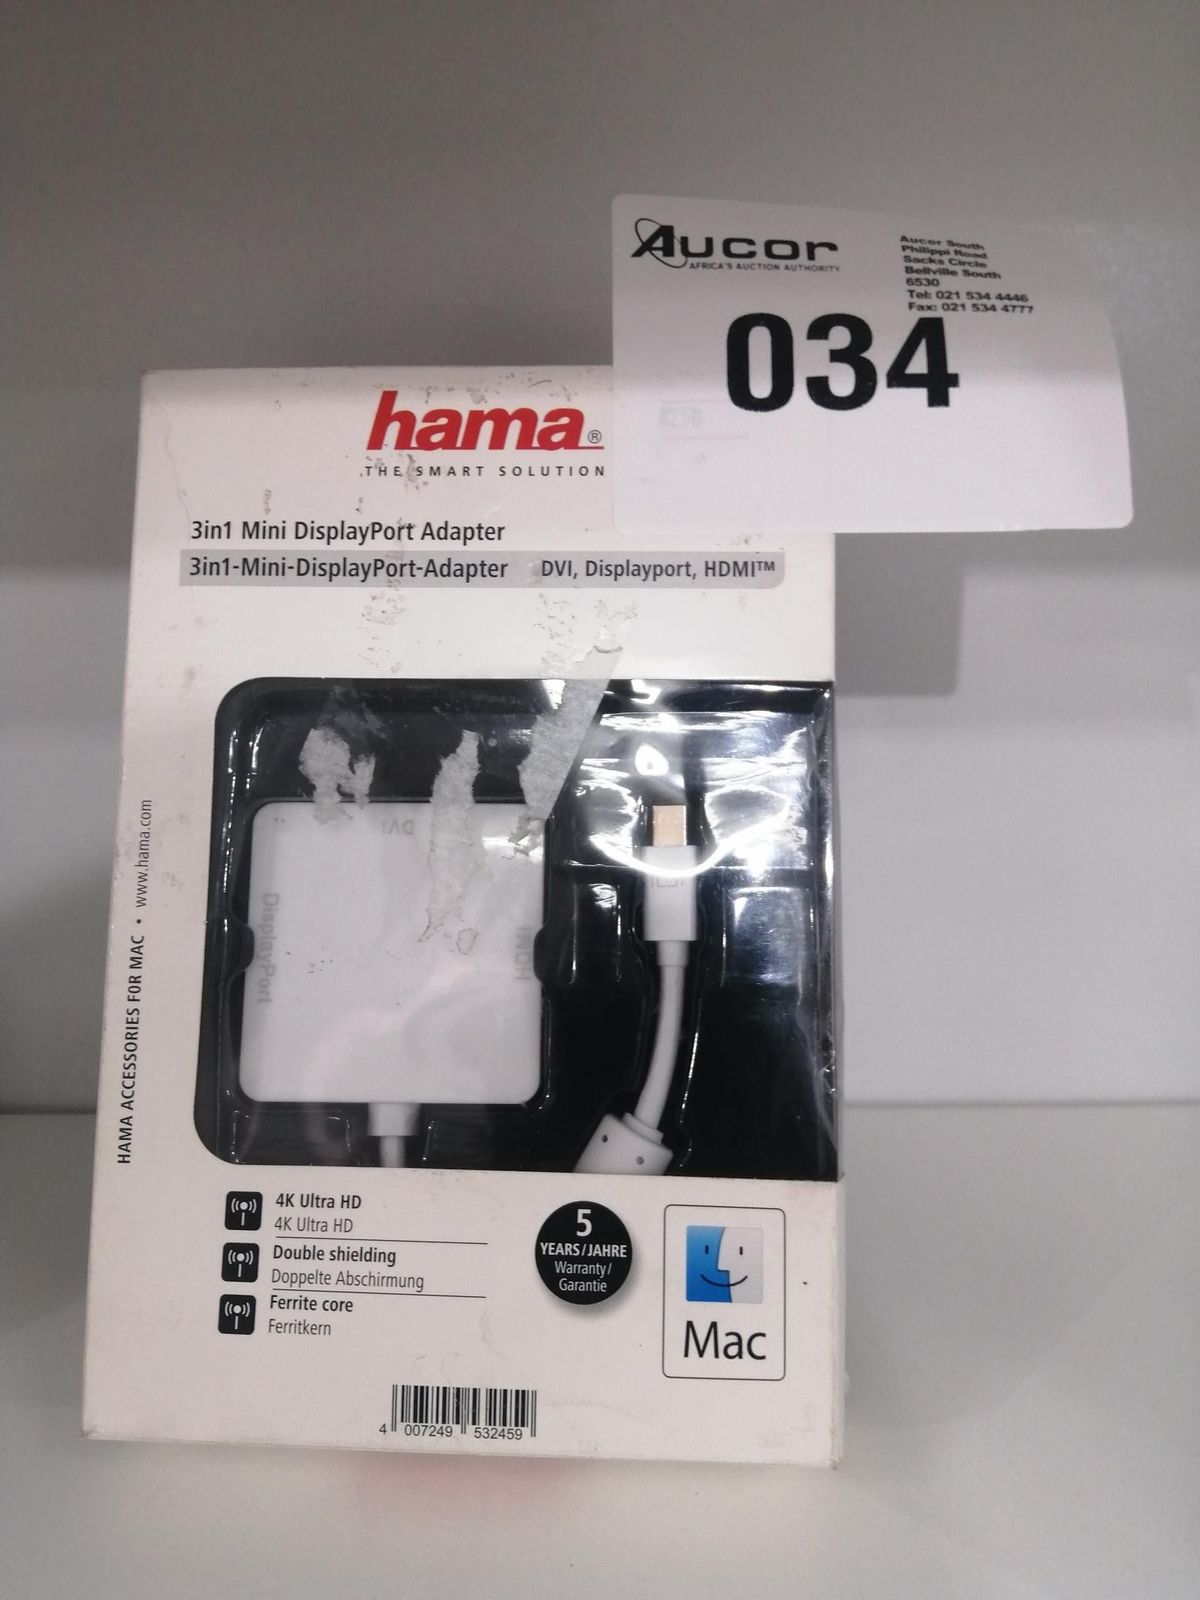 Aucor
AFRICA'S AUCTION AUTHORITY
Aucor South
Philippi Road
Sacks Circle
Bellville South
6530
Tel: 021 534 4446
Fax: 021 534 4777
034
hama®
THE SMART SOLUTION
3in1 Mini DisplayPort Adapter
3in1-Mini-DisplayPort-Adapter DVI, Displayport, HDMI™
DVI
DisplayPort
HDMI
HAMA ACCESSORIES FOR MAC • www.hama.com
4K Ultra HD
4K Ultra HD
Double shielding
Doppelte Abschirmung
Ferrite core
Ferritkern
5
YEARS/JAHRE
Warranty/
Garantie
Mac
4 007249 532459